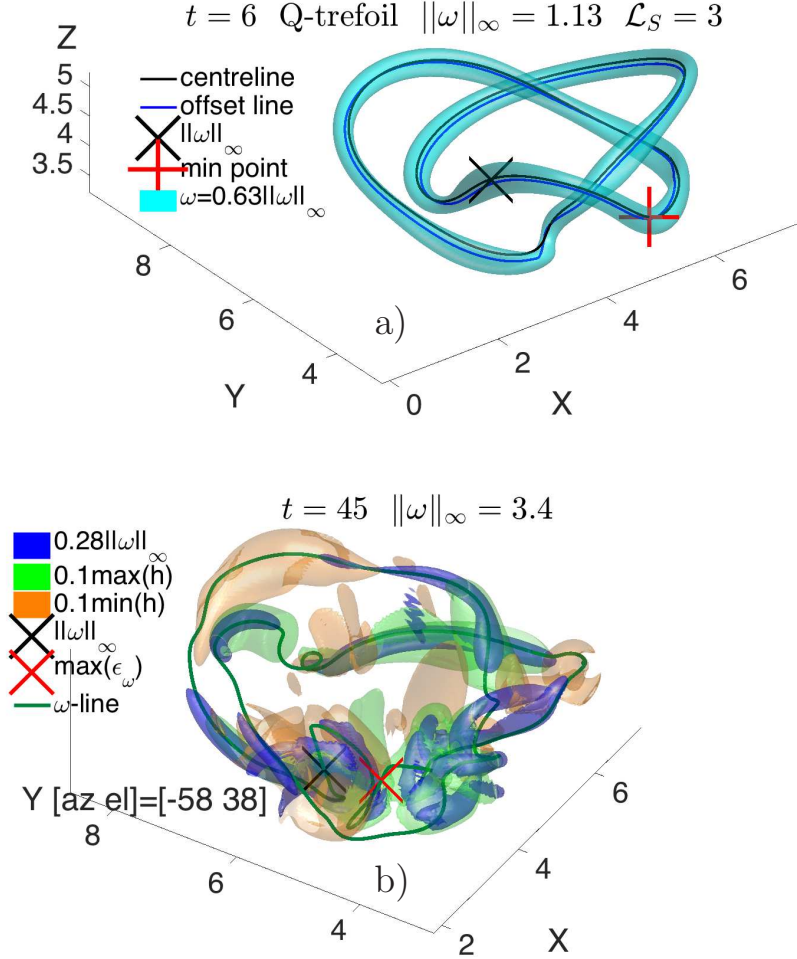 t = 6 Q-trefoil ||ω||∞ = 1.13 ℒS = 3
Z
5
4.5
4
3.5
centreline
offset line
||ω||∞
min point
ω=0.63||ω||∞
8
6
4
Y
a)
0
2
4
6
X
t = 45 ‖ω‖∞ = 3.4
0.28||ω||∞
0.1max(h)
0.1min(h)
||ω||∞
max(ϵω)
ω-line
Y [az el]=[-58 38]
8
6
4
b)
2
4
6
X